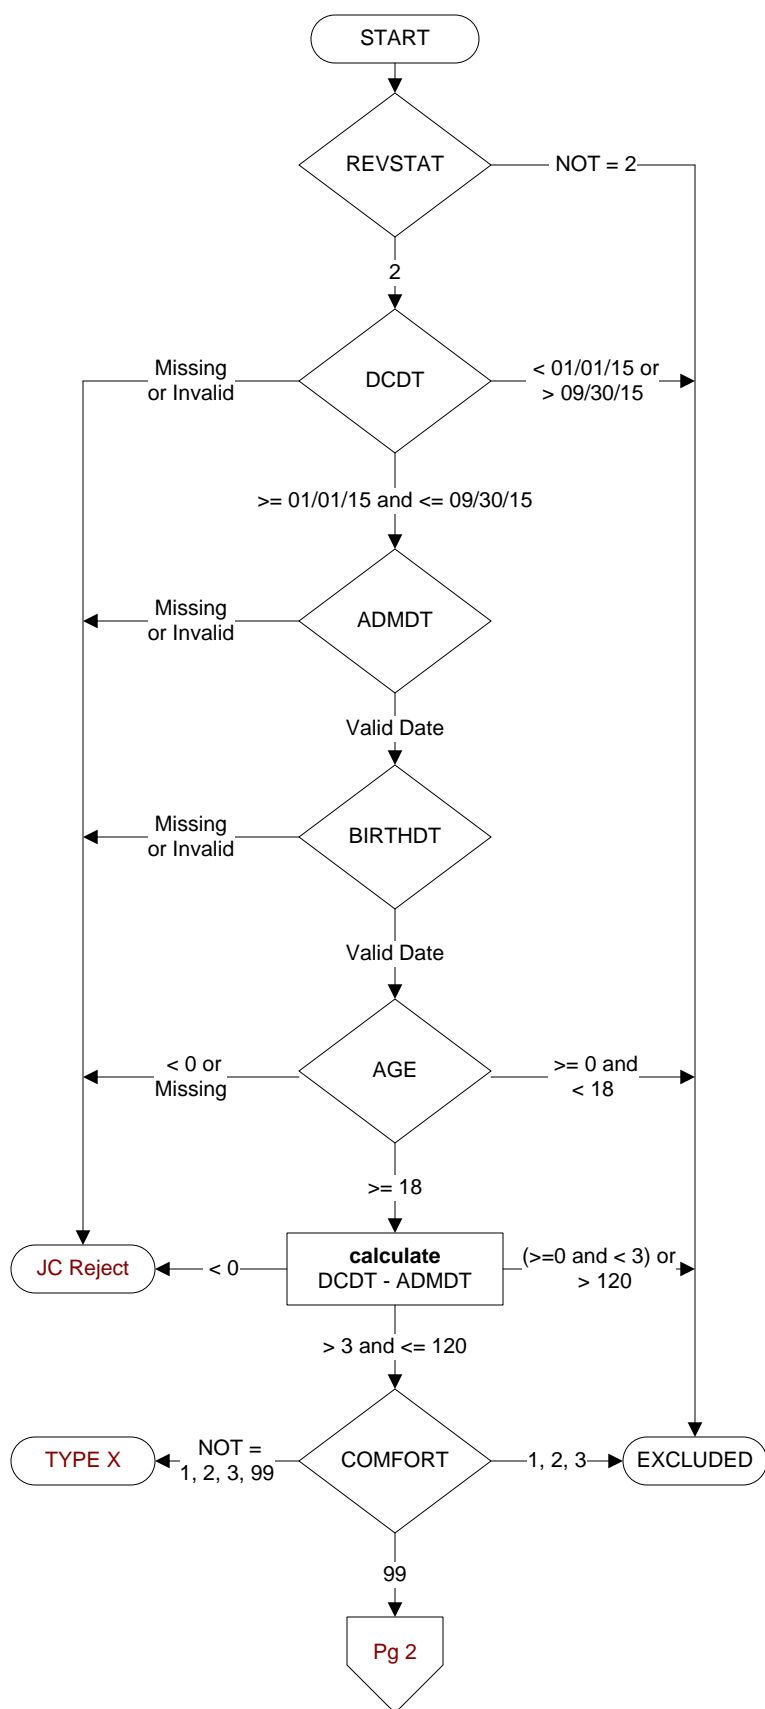 START
REVSTAT
NOT = 2
2
Missing
or Invalid
DCDT
< 01/01/15 or
> 09/30/15
>= 01/01/15 and <= 09/30/15
Missing
or Invalid
ADMDT
Valid Date
Missing
or Invalid
BIRTHDT
Valid Date
< 0 or
Missing
AGE
>= 0 and
< 18
>= 18
JC Reject
< 0
calculate
DCDT - ADMDT
(>=0 and < 3) or
> 120
> 3 and <= 120
TYPE X
NOT =
1, 2, 3, 99
COMFORT
1, 2, 3
EXCLUDED
99
Pg 2